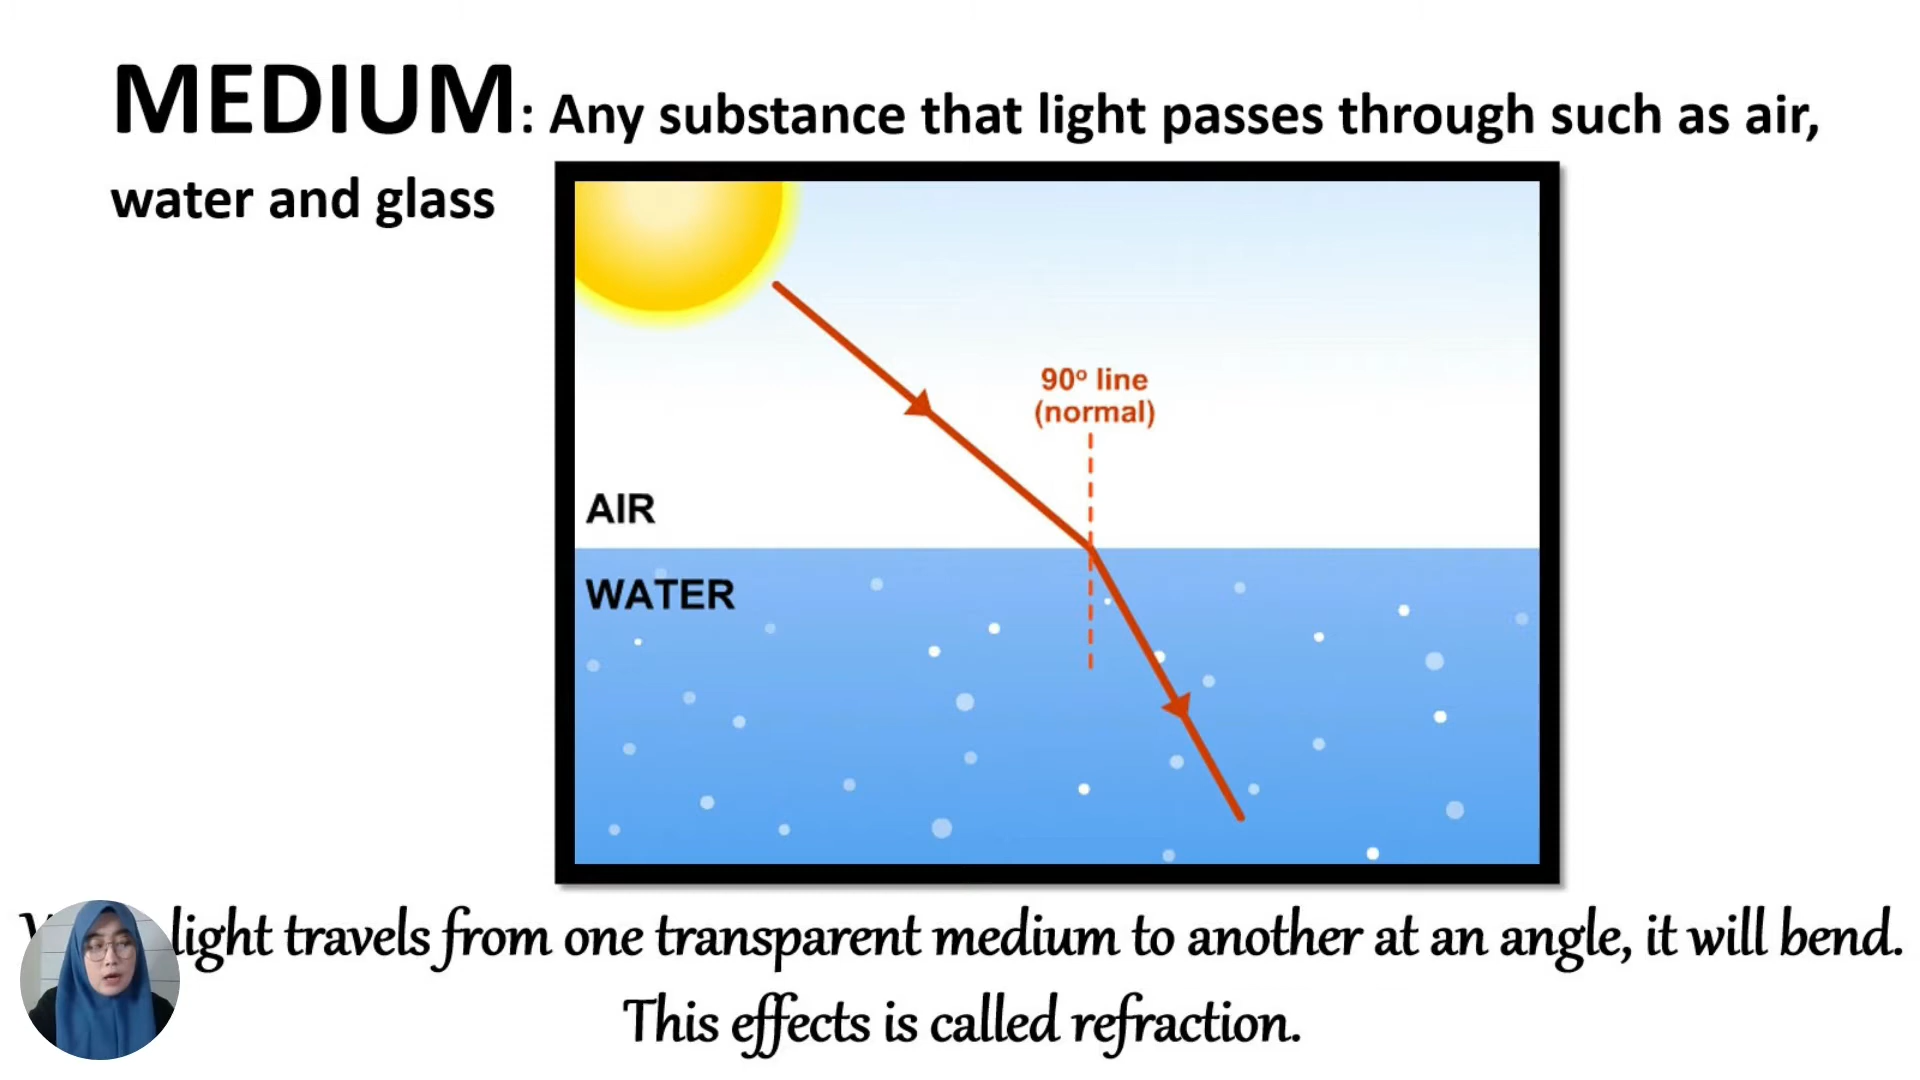 MEDIUM: Any substance that light passes through such as air,
water and glass
90° line
(normal)
AIR
WATER
light travels from one transparent medium to another at an angle, it will bend.
This effects is called refraction.